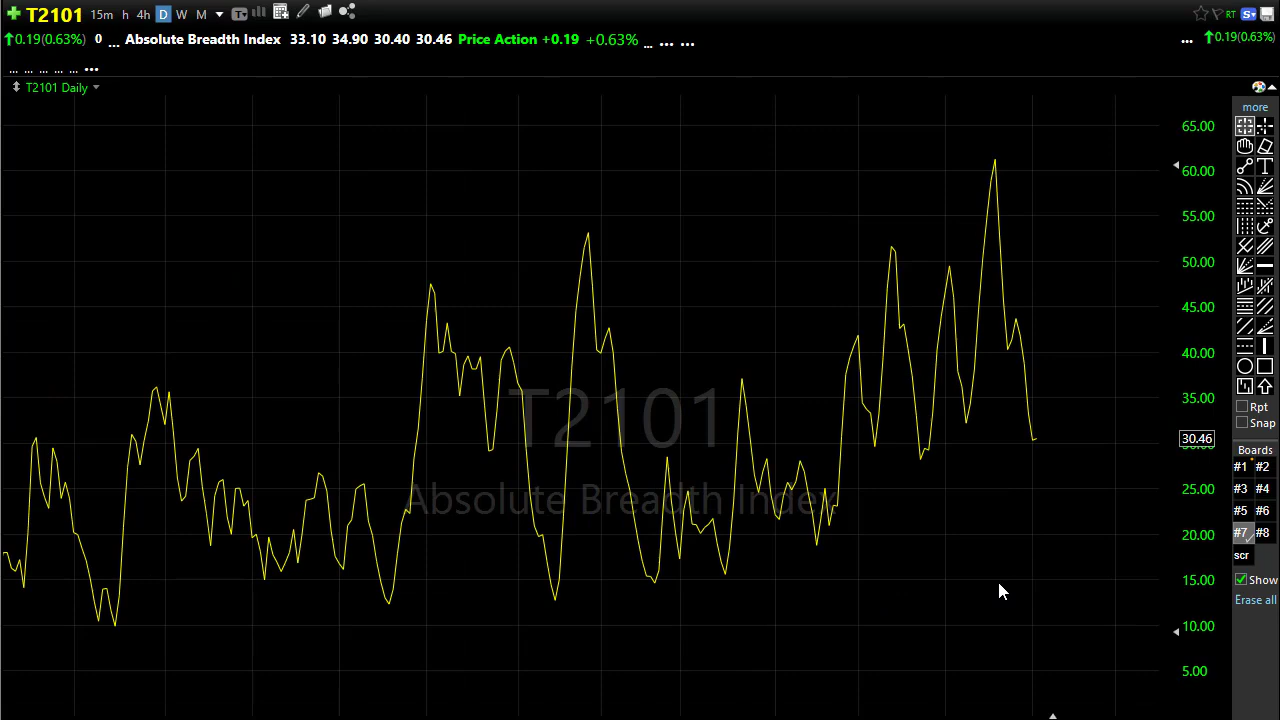 T2101 15m h 4h D W M T RT S
0.19(0.63%) 0 ... Absolute Breadth Index 33.10 34.90 30.40 30.46 Price Action +0.19 +0.63% ... ... ... ... 0.19(0.63%)
... ... ... ... ... ...
T2101 Daily
more
65.00
60.00
55.00
50.00
45.00
40.00
35.00
30.46
25.00
20.00
15.00
10.00
5.00
T2101
Absolute Breadth Index
T
Rpt
Snap
Boards
#1 #2
#3 #4
#5 #6
#7 #8
scr
Show
Erase all